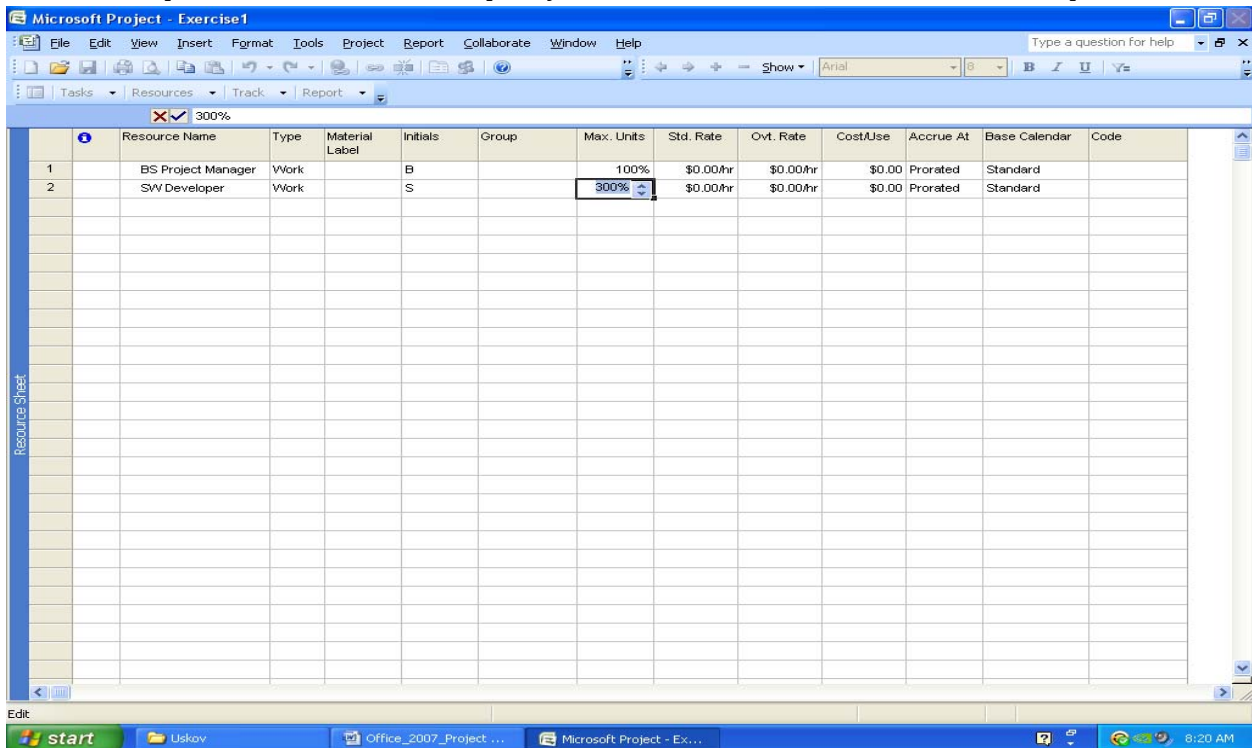 Microsoft Project - Exercise1
File Edit View Insert Format Tools Project Report Collaborate Window Help Type a question for help
Show Arial 8 B I U
Tasks Resources Track Report
300%
Resource Name Type Material Label Initials Group Max. Units Std. Rate Ovt. Rate Cost/Use Accrue At Base Calendar Code
1 BS Project Manager Work B 100% $0.00/hr $0.00/hr $0.00 Prorated Standard
2 SW Developer Work S 300% $0.00/hr $0.00/hr $0.00 Prorated Standard
Resource Sheet
Edit
start Uskov Office_2007_Project ... Microsoft Project - Ex... 8:20 AM